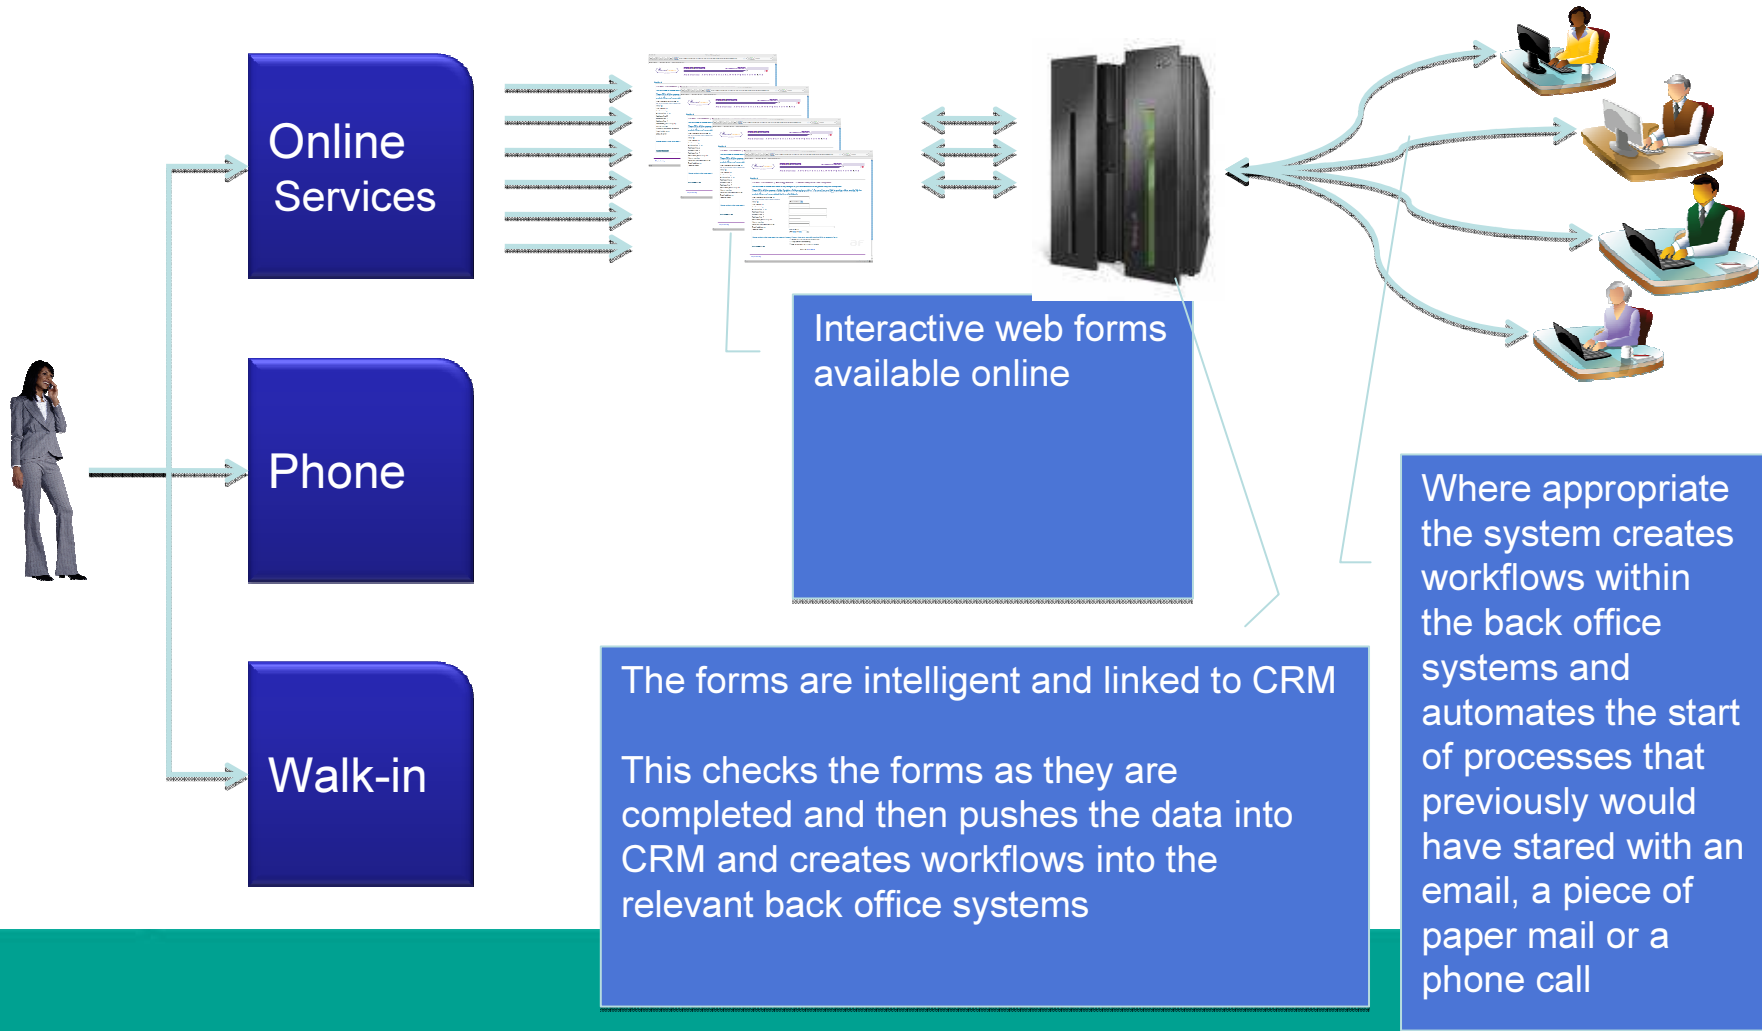 Online
Services
Phone
Walk-in
Interactive web forms
available online
The forms are intelligent and linked to CRM
This checks the forms as they are
completed and then pushes the data into
CRM and creates workflows into the
relevant back office systems
Where appropriate
the system creates
workflows within
the back office
systems and
automates the start
of processes that
previously would
have stared with an
email, a piece of
paper mail or a
phone call